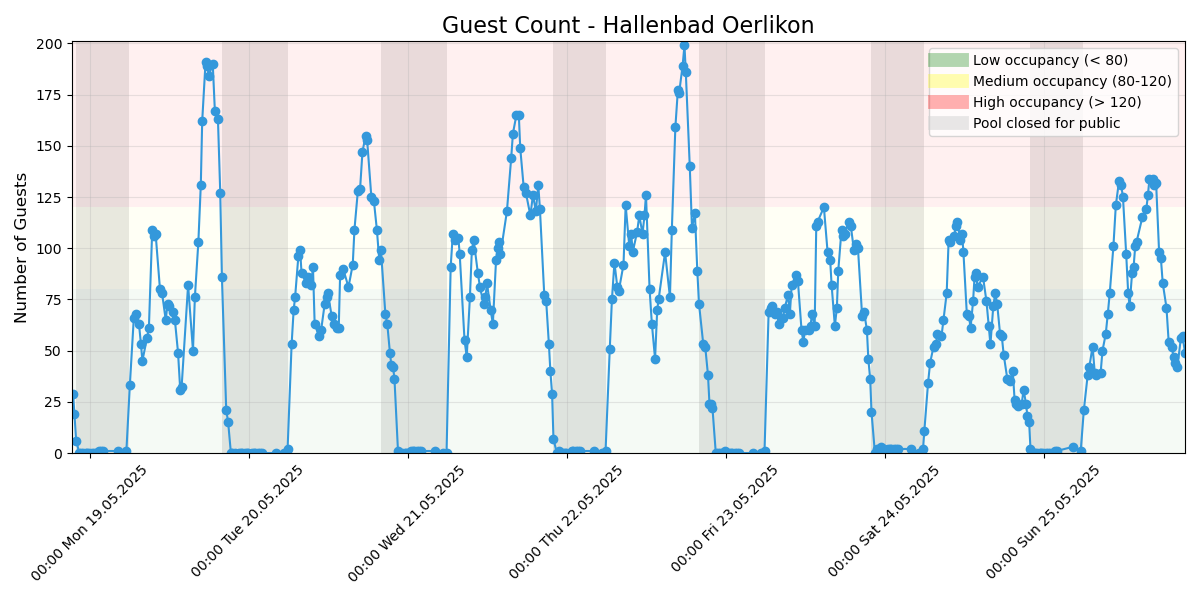 Guest Count - Hallenbad Oerlikon
Number of Guests
200
175
150
125
100
75
50
25
0
Low occupancy (< 80)
Medium occupancy (80-120)
High occupancy (> 120)
Pool closed for public
00:00 Mon 19.05.2025
00:00 Tue 20.05.2025
00:00 Wed 21.05.2025
00:00 Thu 22.05.2025
00:00 Fri 23.05.2025
00:00 Sat 24.05.2025
00:00 Sun 25.05.2025